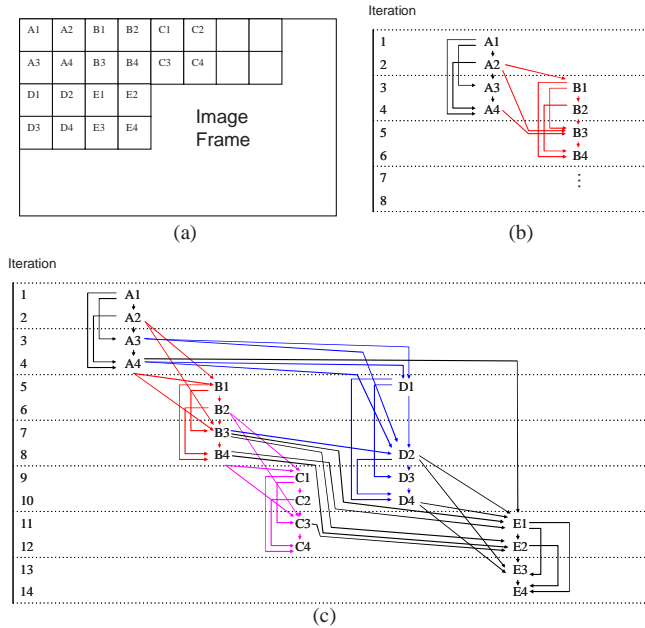 A1 A2 B1 B2 C1 C2
A3 A4 B3 B4 C3 C4
D1 D2 E1 E2
D3 D4 E3 E4
Image
Frame
(a)
Iteration
1 A1
2 A2
3 A3 B1
4 A4 B2
5 B3
6 B4
7 ⋮
8
(b)
Iteration
1 A1
2 A2
3 A3
4 A4
5 B1 D1
6 B2
7 B3
8 B4 D2
9 C1 D3
10 C2 D4
11 C3 E1
12 C4 E2
13 E3
14 E4
(c)